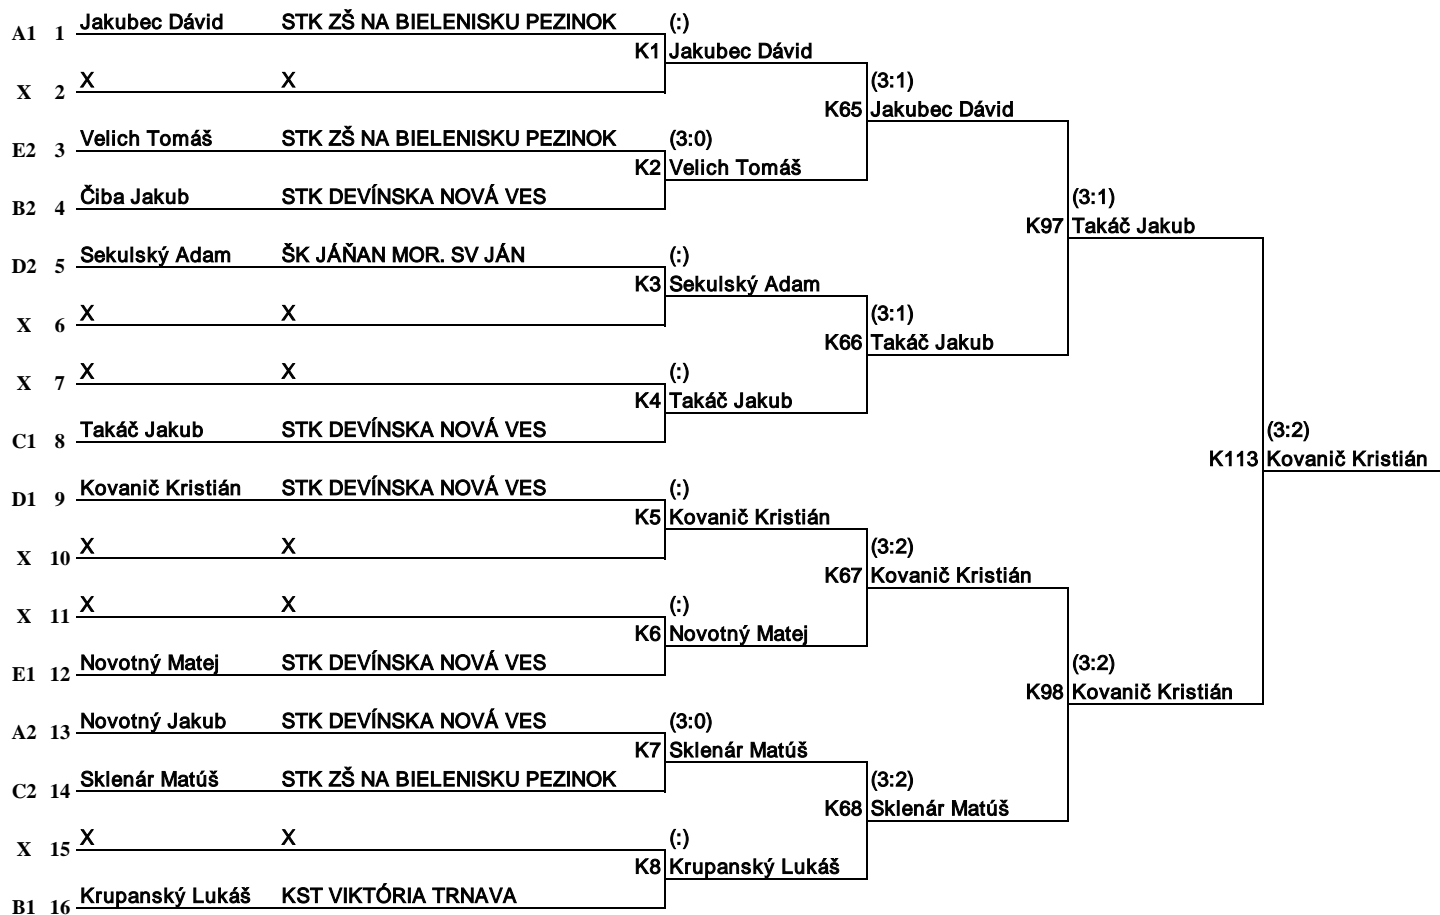 A1 1 Jakubec Dávid STK ZŠ NA BIELENISKU PEZINOK (:)
K1 Jakubec Dávid
X 2 X X (3:1)
K65 Jakubec Dávid
E2 3 Velich Tomáš STK ZŠ NA BIELENISKU PEZINOK (3:0)
K2 Velich Tomáš
B2 4 Čiba Jakub STK DEVÍNSKA NOVÁ VES (3:1)
K97 Takáč Jakub
D2 5 Sekulský Adam ŠK JÁŇAN MOR. SV JÁN (:)
K3 Sekulský Adam
X 6 X X (3:1)
K66 Takáč Jakub
X 7 X X (:)
K4 Takáč Jakub
C1 8 Takáč Jakub STK DEVÍNSKA NOVÁ VES (3:2)
K113 Kovanič Kristián
D1 9 Kovanič Kristián STK DEVÍNSKA NOVÁ VES (:)
K5 Kovanič Kristián
X 10 X X (3:2)
K67 Kovanič Kristián
X 11 X X (:)
K6 Novotný Matej
E1 12 Novotný Matej STK DEVÍNSKA NOVÁ VES (3:2)
K98 Kovanič Kristián
A2 13 Novotný Jakub STK DEVÍNSKA NOVÁ VES (3:0)
K7 Sklenár Matúš
C2 14 Sklenár Matúš STK ZŠ NA BIELENISKU PEZINOK (3:2)
K68 Sklenár Matúš
X 15 X X (:)
K8 Krupanský Lukáš
B1 16 Krupanský Lukáš KST VIKTÓRIA TRNAVA